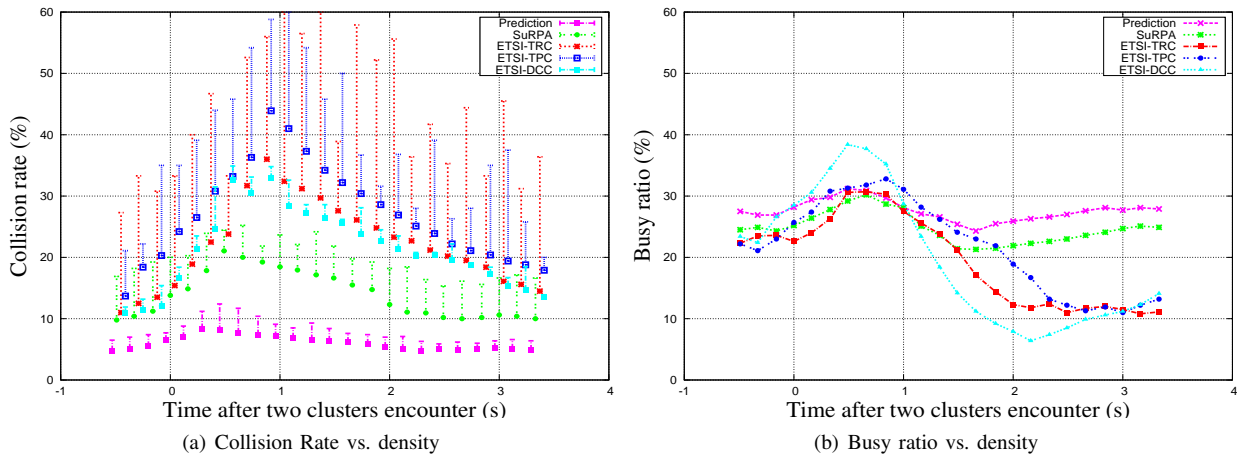 60
50
40
30
20
10
0
-1
0
1
2
3
4
Collision rate (%)
Time after two clusters encounter (s)
Prediction
SuRPA
ETSI-TRC
ETSI-TPC
ETSI-DCC
(a) Collision Rate vs. density
60
50
40
30
20
10
0
-1
0
1
2
3
4
Busy ratio (%)
Time after two clusters encounter (s)
Prediction
SuRPA
ETSI-TRC
ETSI-TPC
ETSI-DCC
(b) Busy ratio vs. density